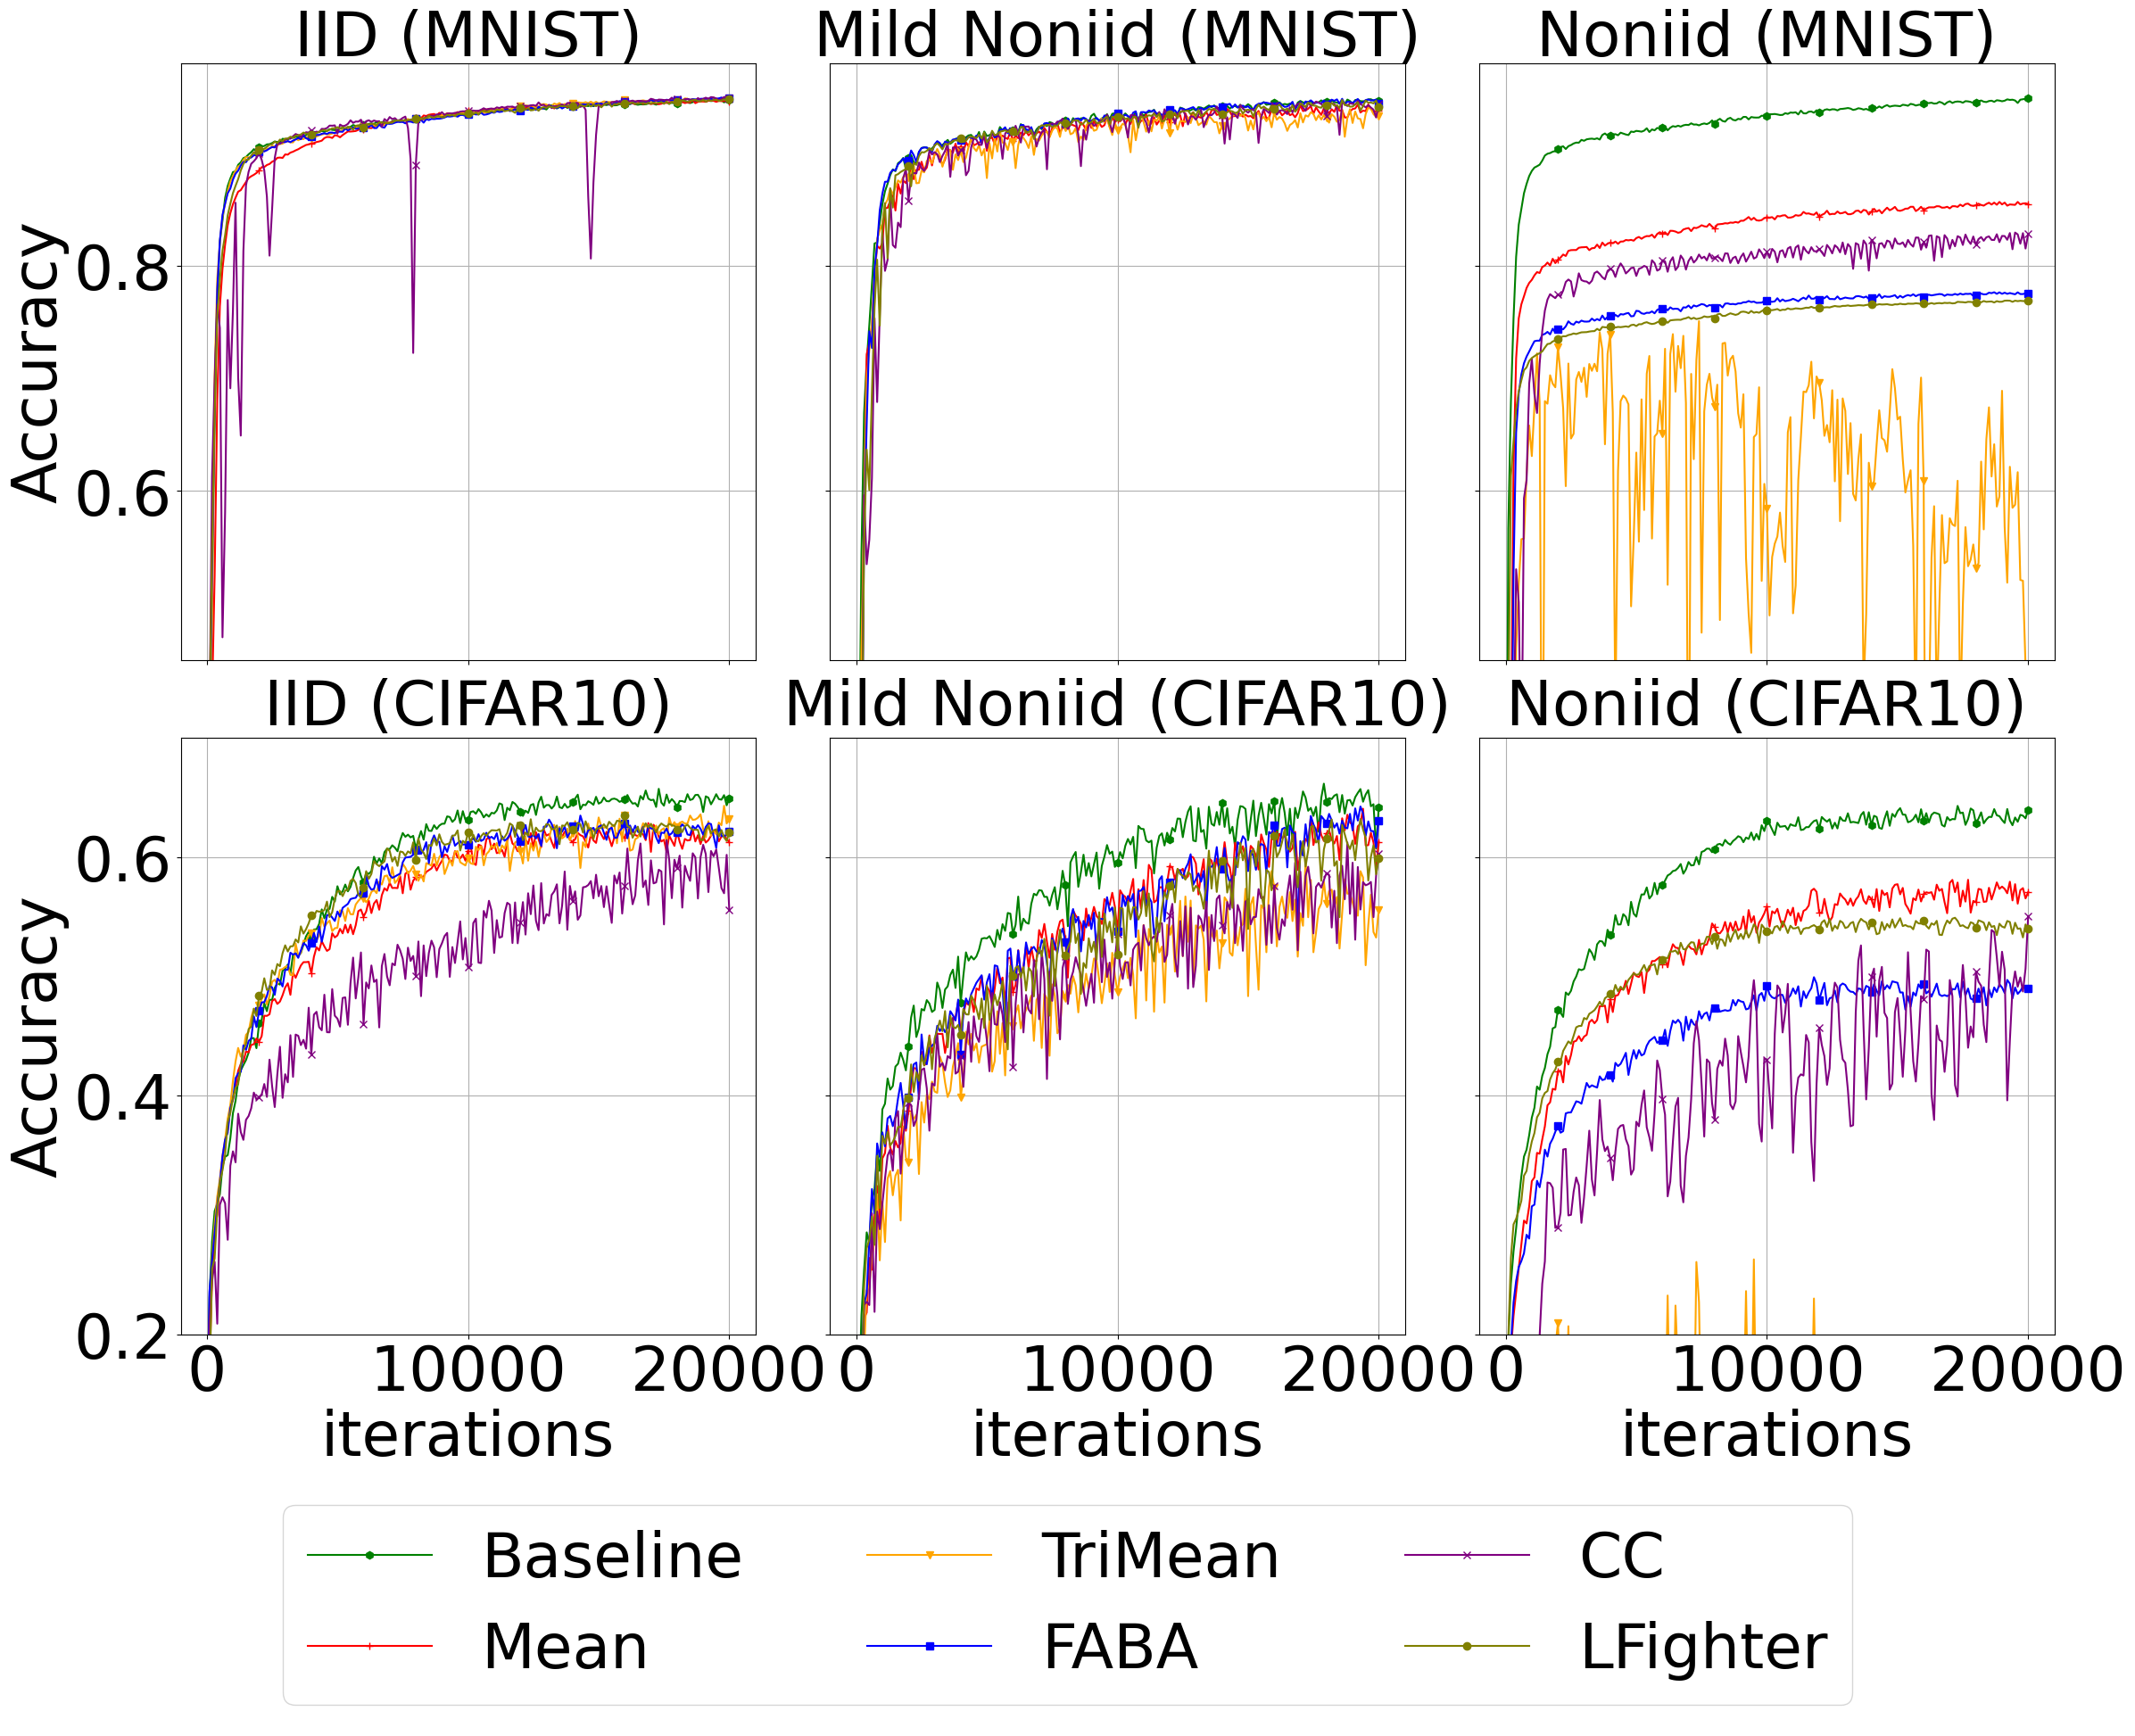 IID (MNIST)
Mild Noniid (MNIST)
Noniid (MNIST)
Accuracy
0.8
0.6
IID (CIFAR10)
Mild Noniid (CIFAR10)
Noniid (CIFAR10)
Accuracy
0.6
0.4
0.2
0 10000 20000
0 10000 20000
0 10000 20000
iterations
iterations
iterations
Baseline
TriMean
CC
Mean
FABA
LFighter